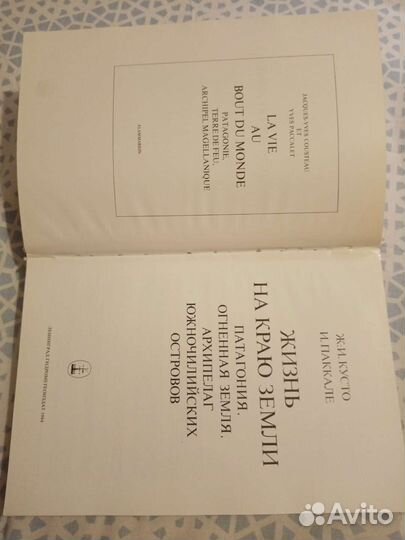 JACQUES-YVES COUSTEAU
ET
YVES PACCALET
LA VIE
AU
BOUT DU MONDE
PATAGONIE,
TERRE DE FEU,
ARCHIPEL MAGELLANIQUE
FLAMMARION
Ж.И.КУСТО
И.ПАККАЛЕ
ЖИЗНЬ
НА КРАЮ ЗЕМЛИ
ПАТАГОНИЯ.
ОГНЕННАЯ ЗЕМЛЯ.
АРХИПЕЛАГ
ЮЖНОЧИЛИЙСКИХ
ОСТРОВОВ
ЛЕНИНГРАД ГИДРОМЕТЕОИЗДАТ 1984
Avito